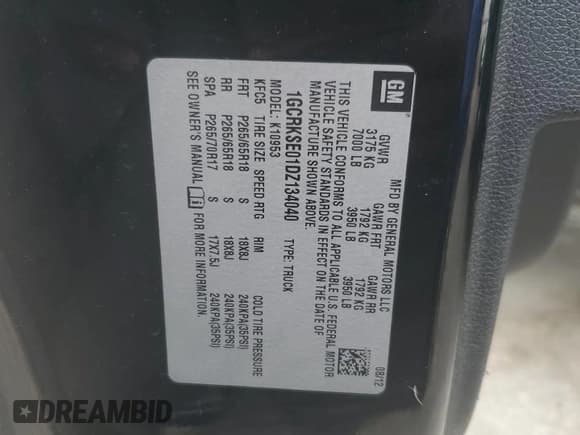 GM
MFD BY GENERAL MOTORS LLC
08/12
GVWR GAWR FRT GAWR RR
3175 KG 1792 KG 1792 KG
7000 LB 3950 LB 3950 LB
THIS VEHICLE CONFORMS TO ALL APPLICABLE U.S. FEDERAL MOTOR
VEHICLE SAFETY STANDARDS IN EFFECT ON THE DATE OF
MANUFACTURE SHOWN ABOVE.
1GCRKSE01DZ134040 TYPE: TRUCK
MODEL: K10953
KFC5 TIRE SIZE SPEED RTG RIM COLD TIRE PRESSURE
FRT P265/65R18 S 18X8J 240KPA(35PSI)
RR P265/65R18 S 18X8J 240KPA(35PSI)
SPA P265/70R17 S 17X7.5J 240KPA(35PSI)
SEE OWNER'S MANUAL i FOR MORE INFORMATION.
DREAMBID